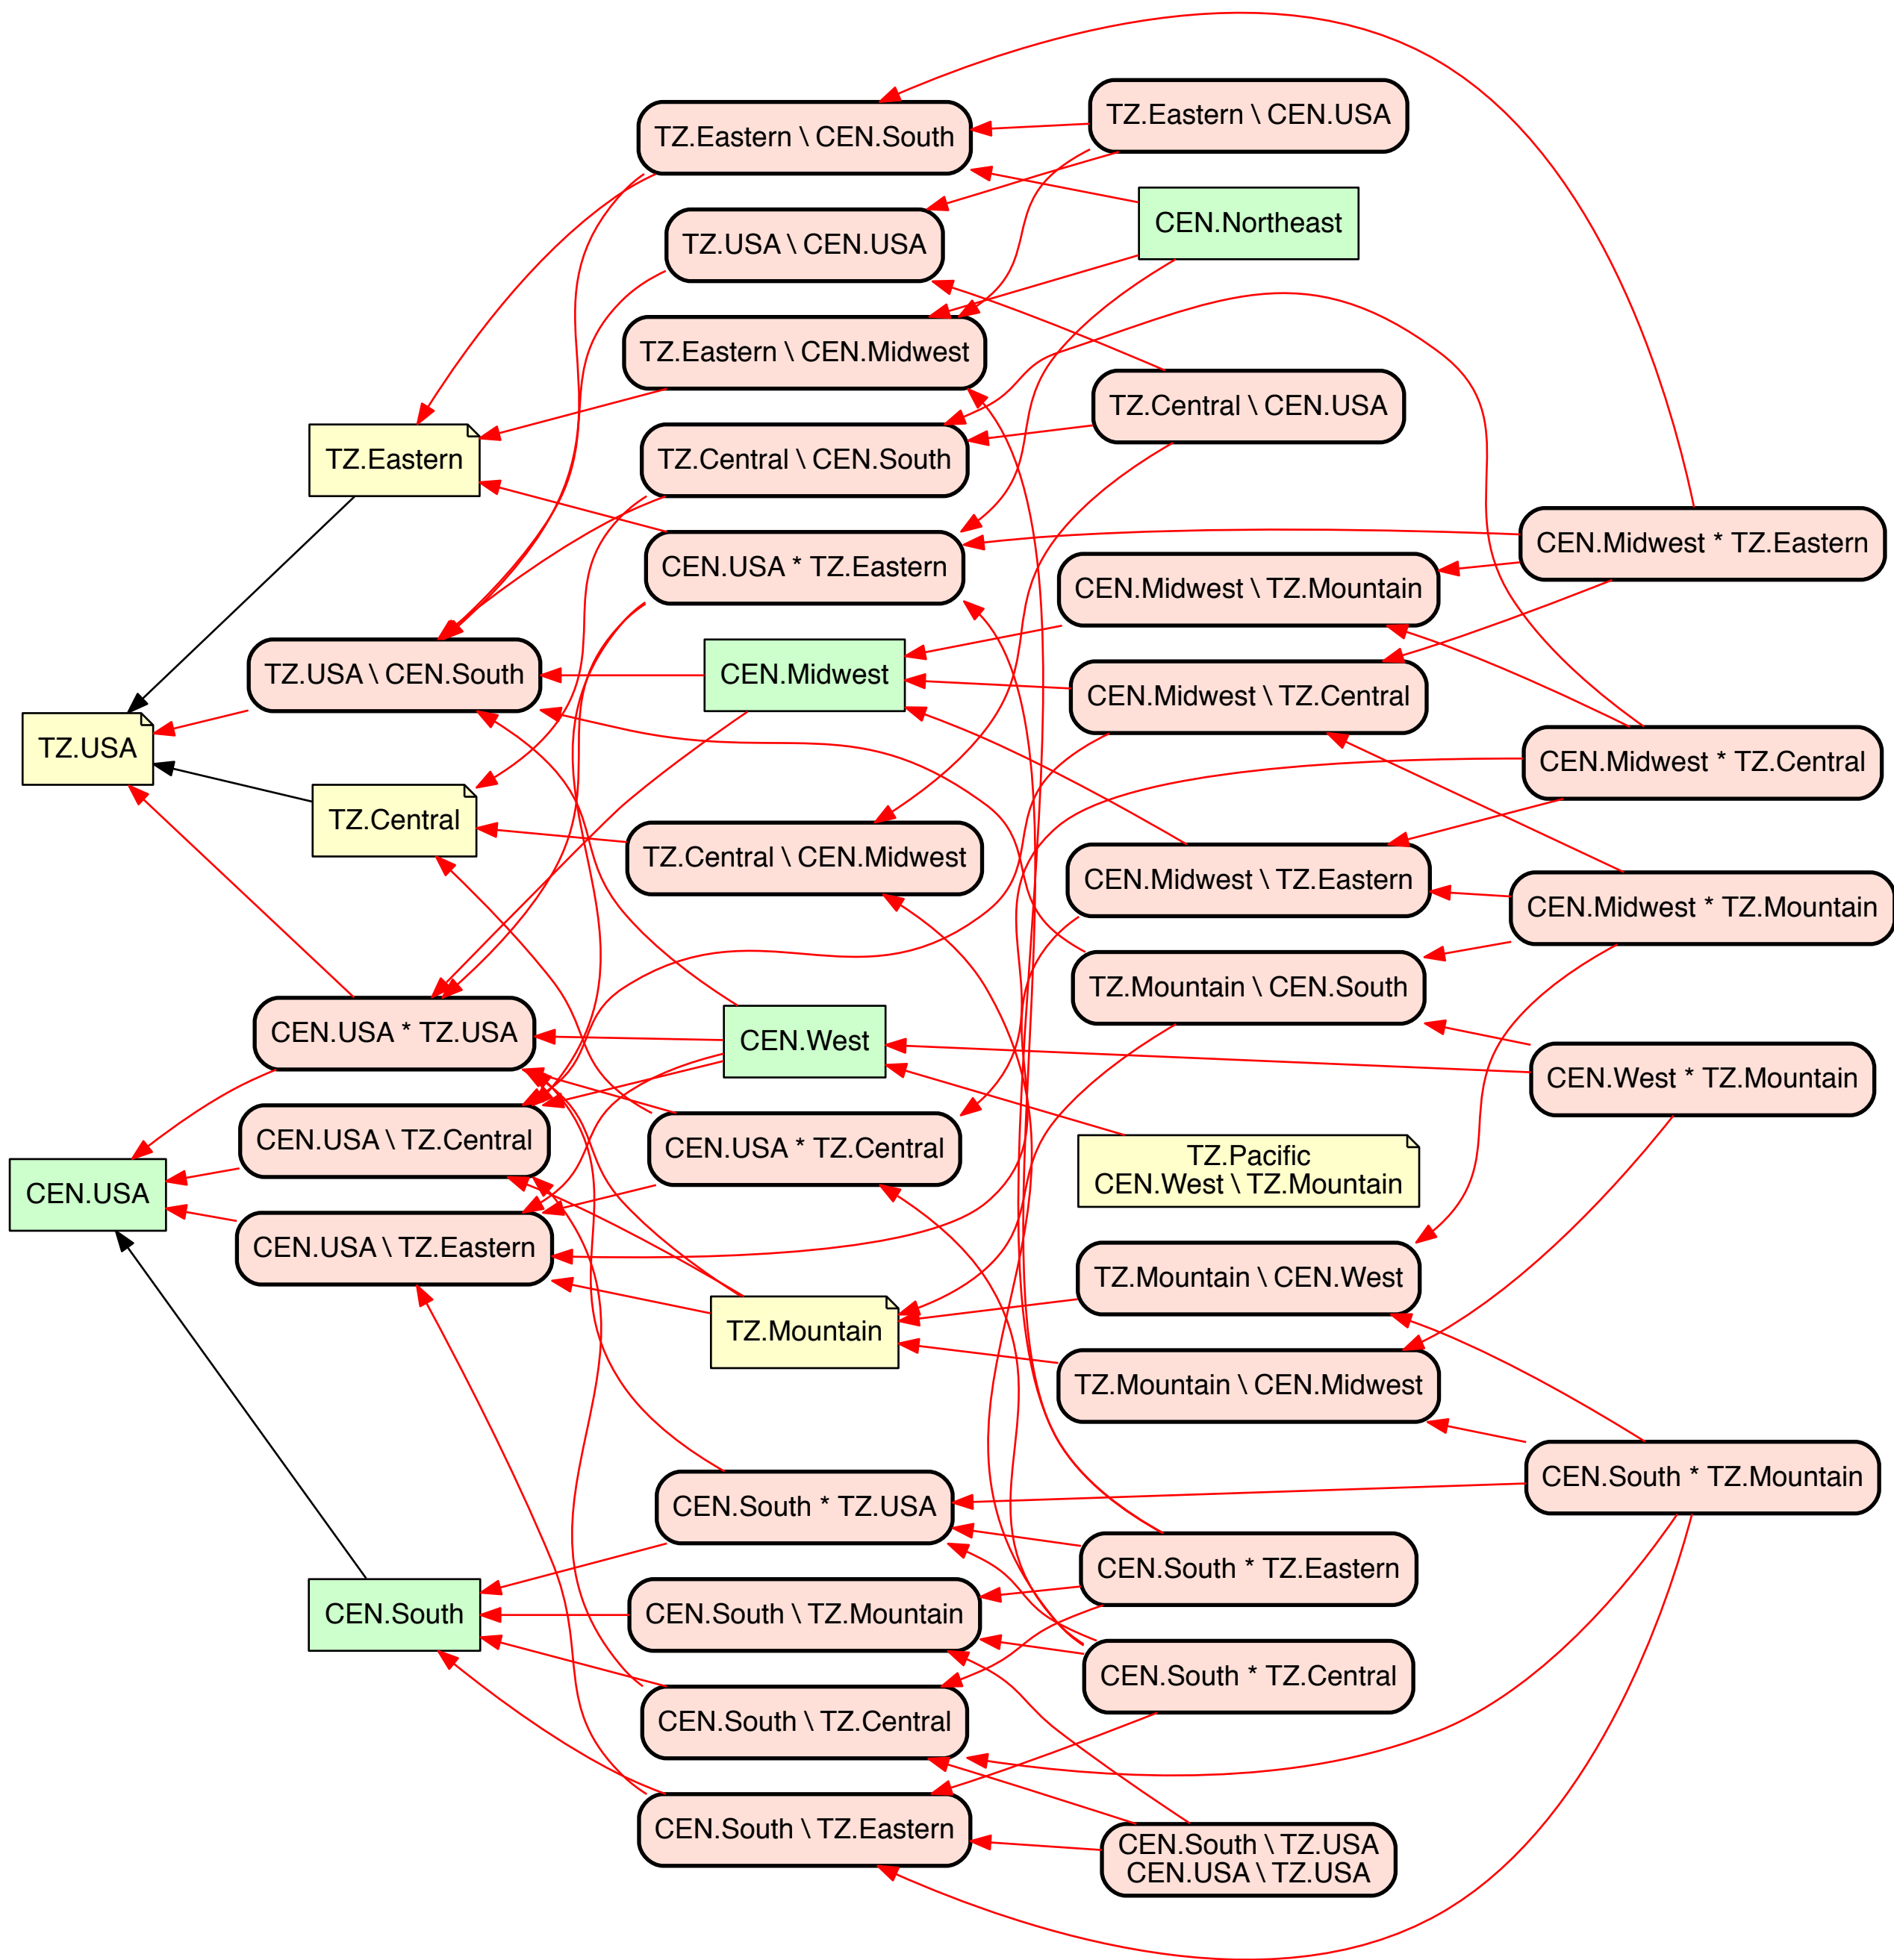 TZ.Eastern \ CEN.USA
TZ.Eastern \ CEN.South
CEN.Northeast
TZ.USA \ CEN.USA
TZ.Eastern \ CEN.Midwest
TZ.Central \ CEN.USA
TZ.Eastern
TZ.Central \ CEN.South
CEN.Midwest * TZ.Eastern
CEN.USA * TZ.Eastern
CEN.Midwest \ TZ.Mountain
TZ.USA \ CEN.South
CEN.Midwest
CEN.Midwest \ TZ.Central
TZ.USA
CEN.Midwest * TZ.Central
TZ.Central
TZ.Central \ CEN.Midwest
CEN.Midwest \ TZ.Eastern
CEN.Midwest * TZ.Mountain
TZ.Mountain \ CEN.South
CEN.USA * TZ.USA
CEN.West
CEN.West * TZ.Mountain
CEN.USA \ TZ.Central
CEN.USA * TZ.Central
TZ.Pacific
CEN.West \ TZ.Mountain
CEN.USA
CEN.USA \ TZ.Eastern
TZ.Mountain \ CEN.West
TZ.Mountain
TZ.Mountain \ CEN.Midwest
CEN.South * TZ.Mountain
CEN.South * TZ.USA
CEN.South * TZ.Eastern
CEN.South
CEN.South \ TZ.Mountain
CEN.South * TZ.Central
CEN.South \ TZ.Central
CEN.South \ TZ.Eastern
CEN.South \ TZ.USA
CEN.USA \ TZ.USA